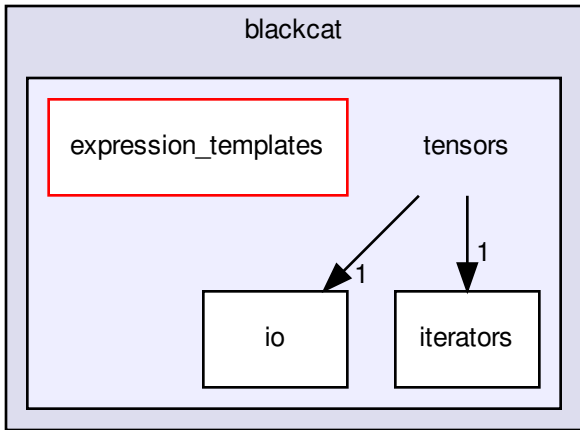 blackcat
expression_templates
tensors
1
1
io
iterators